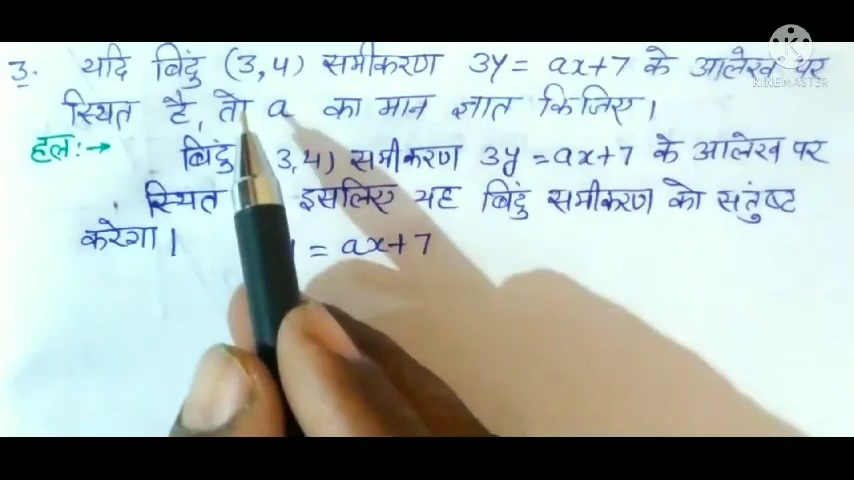 3. यदि बिंदु (3,4) समीकरण 3y = ax+7 के आलेख पर
स्थित है, तो a का मान ज्ञात किजिए।
हल:→ बिंदु 3,4) समीकरण 3y = ax+7 के आलेख पर
स्थित इसलिए यह बिंदु समीकरण को संतुष्ट
करेगा। = ax+7
KINEMASTER